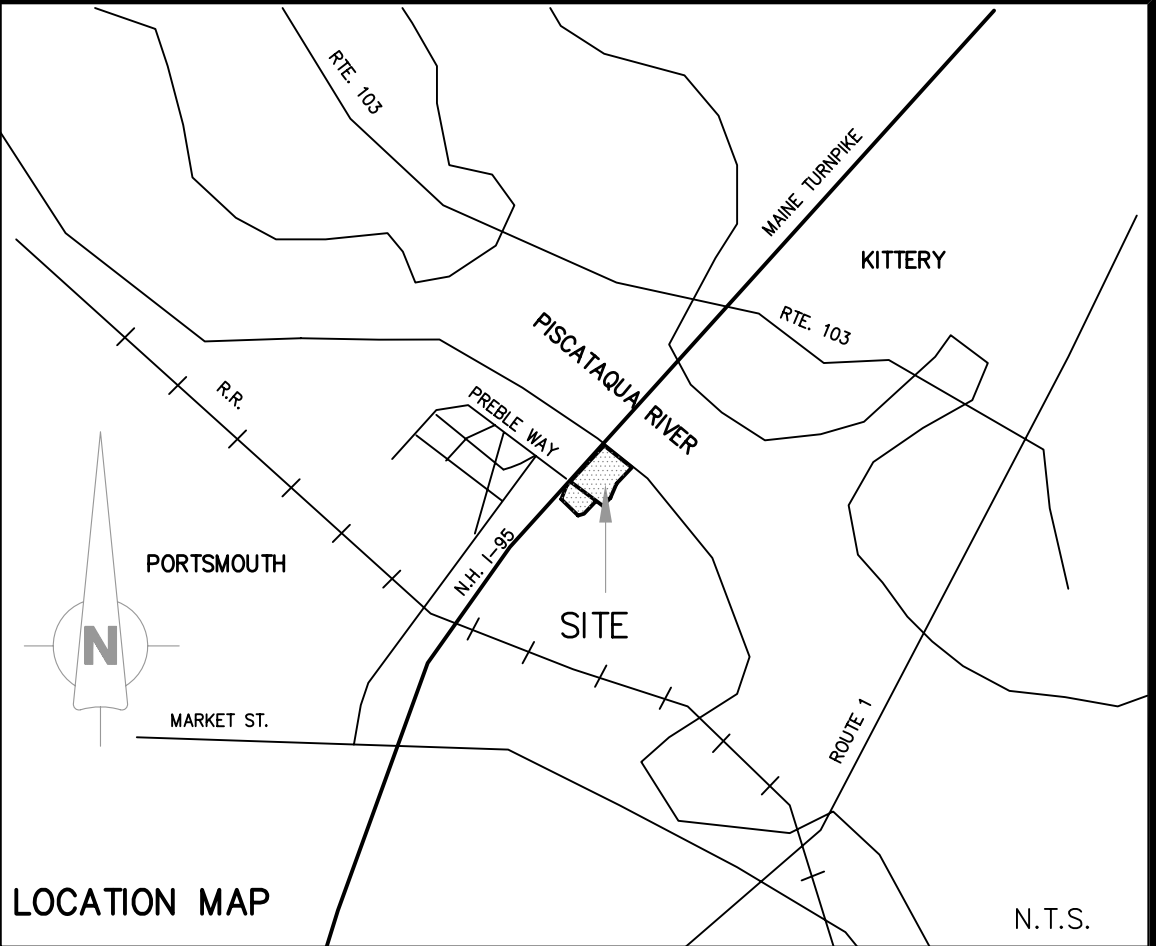 RTE. 103
MAINE TURNPIKE
KITTERY
RTE. 103
PISCATAQUA RIVER
R.R.
PREBLE WAY
N.H. I-95
PORTSMOUTH
SITE
N
MARKET ST.
ROUTE 1
LOCATION MAP
N.T.S.